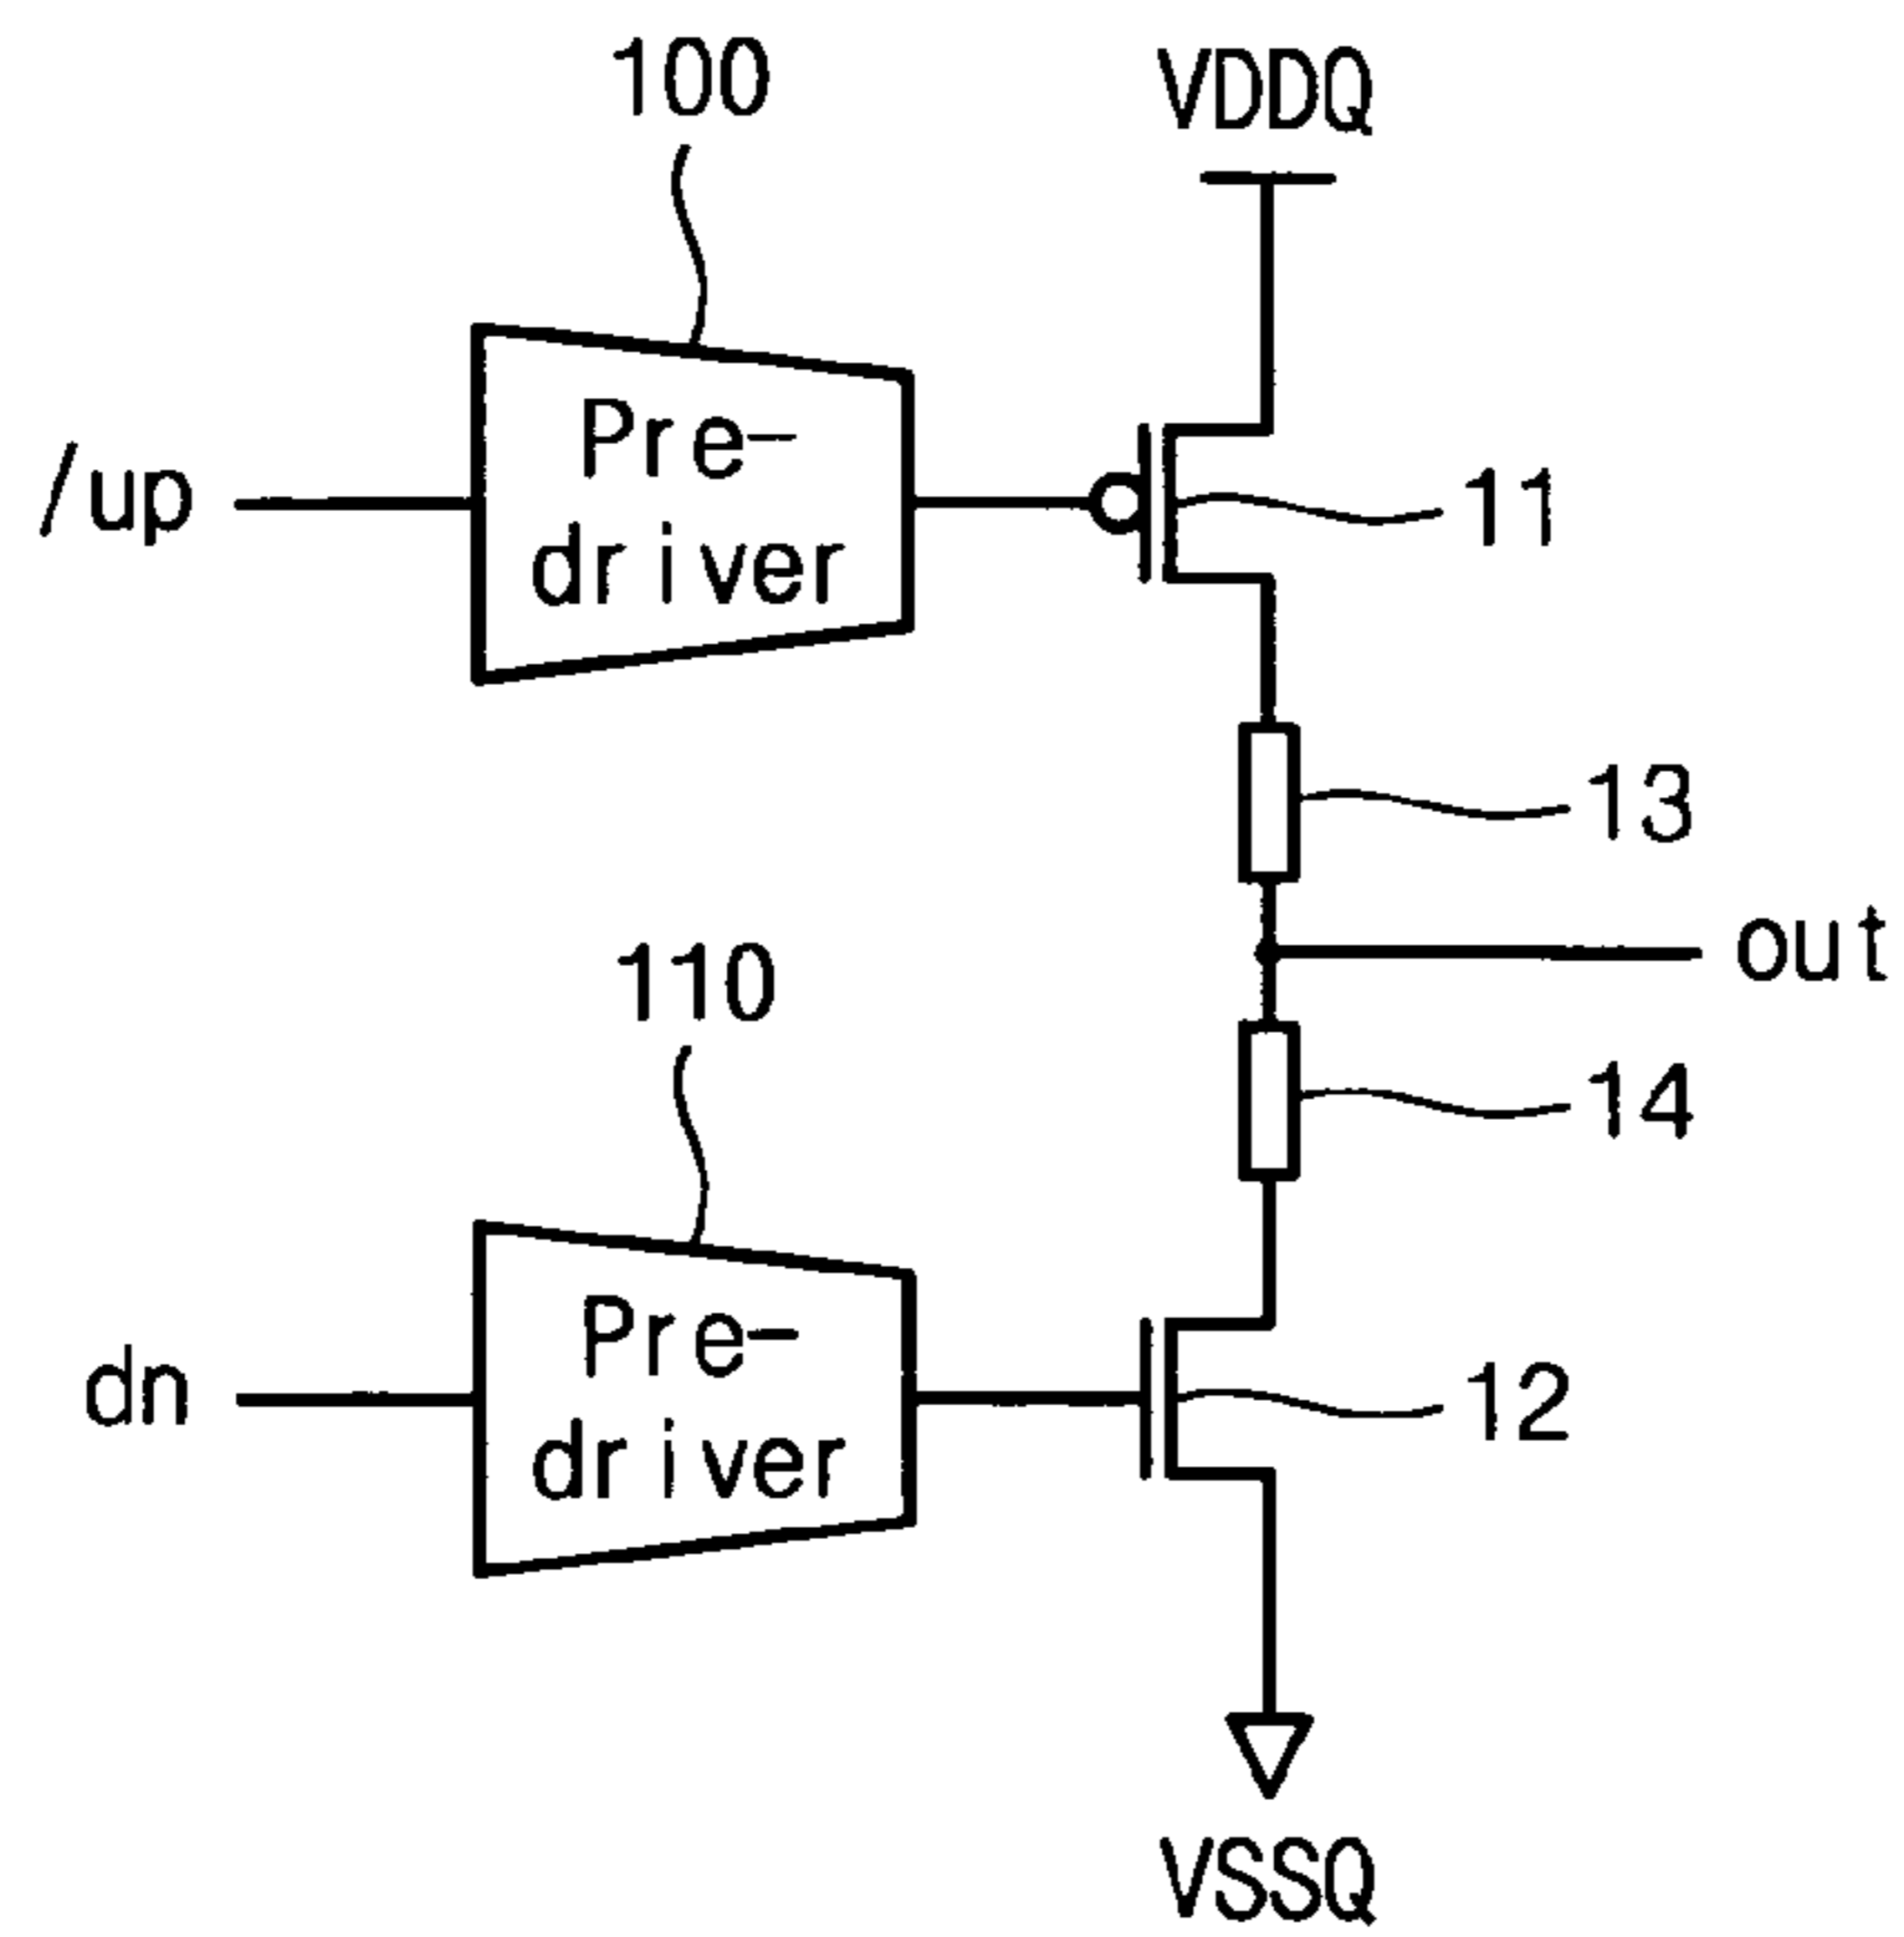 100
VDDQ
Pre-
driver
/up
11
13
out
110
14
Pre-
driver
dn
12
VSSQ